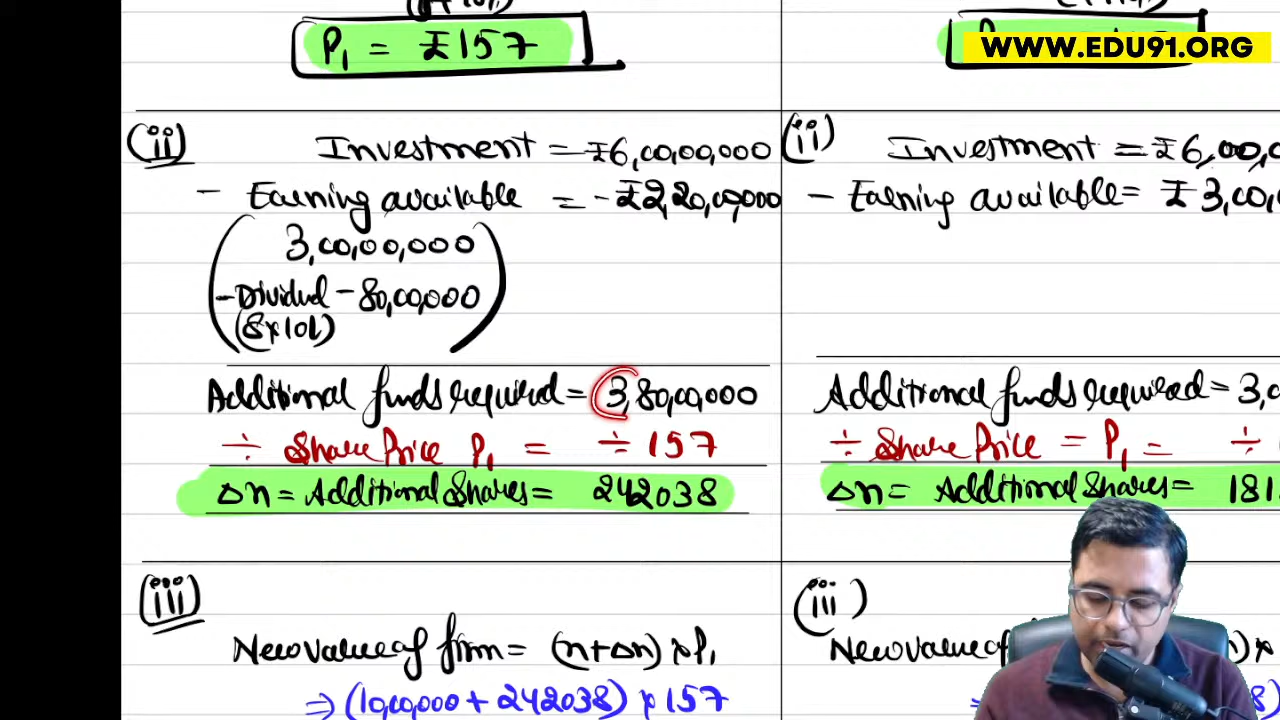 P₁ = ₹157
WWW.EDU91.ORG
(ii)
Investment = ₹6,00,00,000
- Earning available = -₹2,20,00,000
3,00,00,000
- Dividend - 80,00,000
(8×10L)
Additional funds required = 3,80,00,000
÷ Share Price P₁ = ÷ 157
Δn = Additional Shares = 242038
(iii)
New value of firm = (n+Δn) × P₁
⇒ (10,00,000 + 242038) × 157
(ii)
Investment = ₹6,00,0
- Earning available = ₹3,00,
Additional funds required = 3,0
÷ Share Price = P₁ = ÷
Δn = Additional Shares = 181
(iii)
New value of